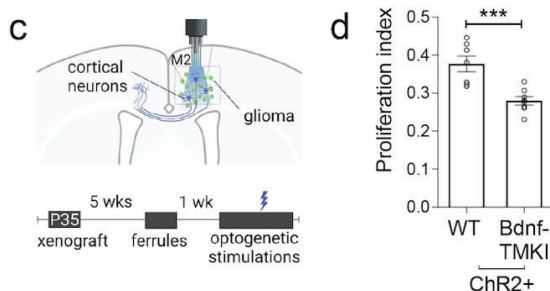 c
M2
cortical
neurons
glioma
5 wks
1 wk
P35
xenograft
ferrules
optogenetic
stimulations
d
***
Proliferation index
0.5
0.4
0.3
0.2
0.1
0.0
WT
Bdnf-
TMKI
ChR2+